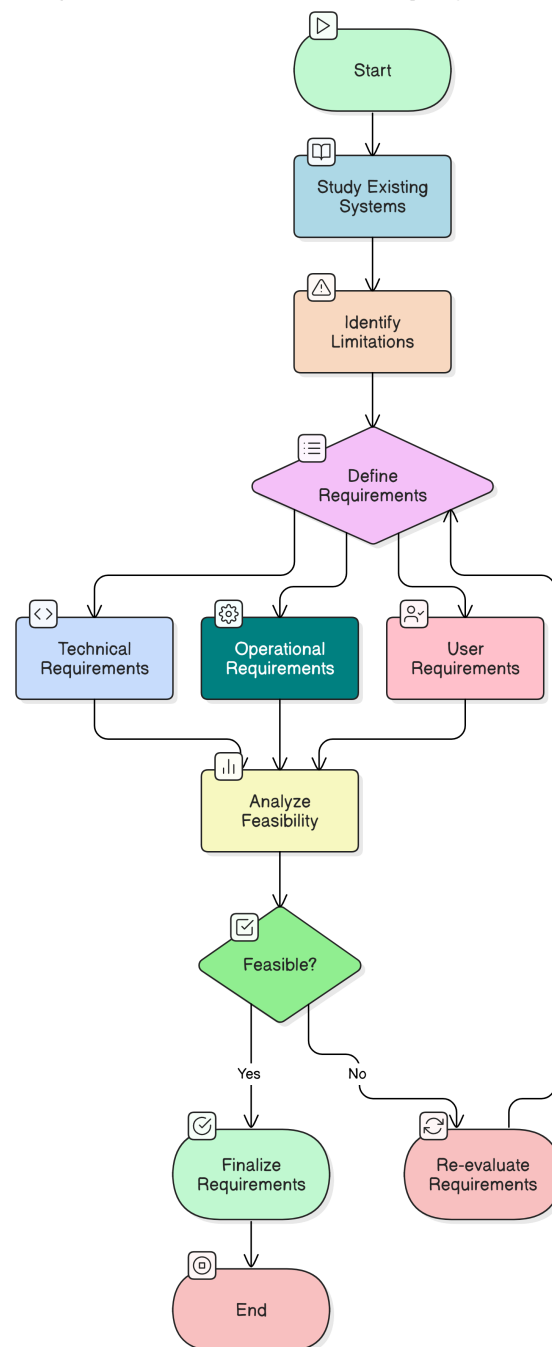 Start
Study Existing
Systems
Identify
Limitations
Define
Requirements
Technical
Requirements
Operational
Requirements
User
Requirements
Analyze
Feasibility
Feasible?
Yes
No
Finalize
Requirements
Re-evaluate
Requirements
End